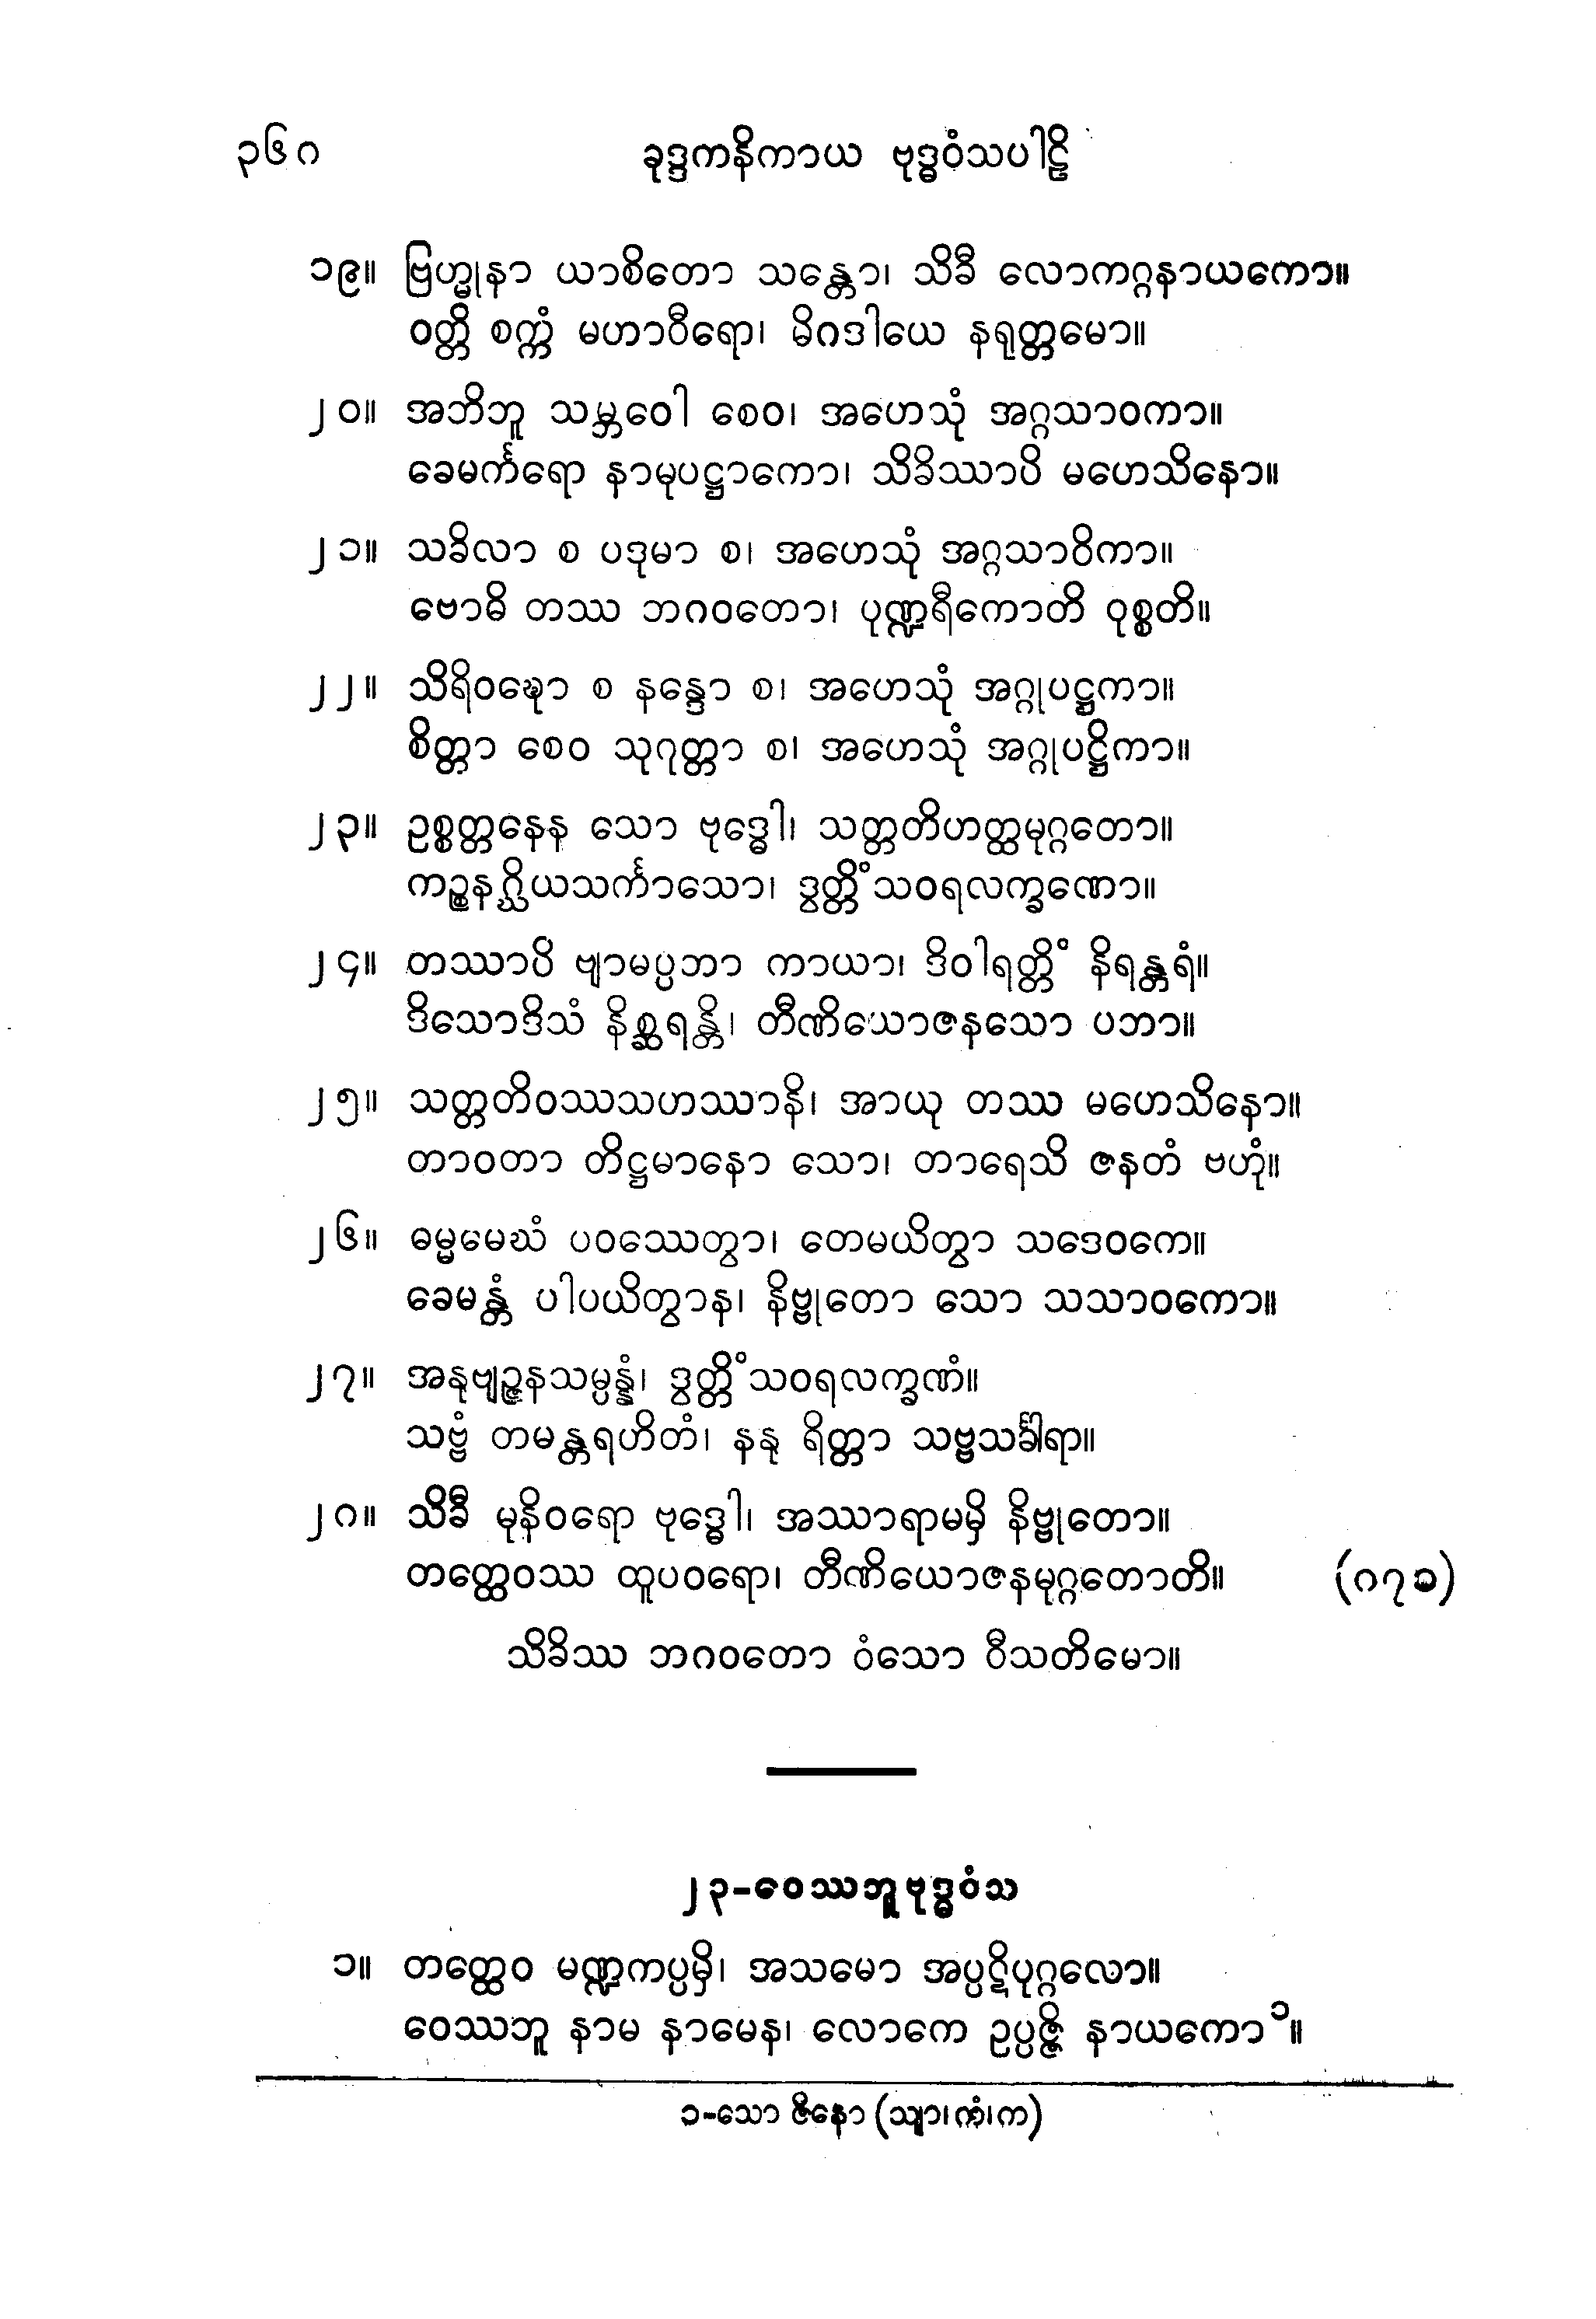 ၃၆၈ ခုဒ္ဒကနိကာယ ဗုဒ္ဓဝံသပါဠိ
၁၉။ ဗြဟ္မုနာ ယာစိတော သန္တော၊ သိခီ လောကဂ္ဂနာယကော။
ဝတ္တိ စက္ကံ မဟာဝီရော၊ မိဂဒါယေ နရုတ္တမော။
၂၀။ အဘိဘူ သမ္ဘဝေါ စေဝ၊ အဟေသုံ အဂ္ဂသာဝကာ။
ခေမင်္ကရော နာမုပဋ္ဌာကော၊ သိခိဿာပိ မဟေသိနော။
၂၁။ သခိလာ စ ပဒုမာ စ၊ အဟေသုံ အဂ္ဂသာဝိကာ။
ဗောဓိ တဿ ဘဂဝတော၊ ပုဏ္ဍရီကောတိ ဝုစ္စတိ။
၂၂။ သိရိဝဍ္ဎော စ နန္ဒော စ၊ အဟေသုံ အဂ္ဂုပဋ္ဌကာ။
စိတ္တာ စေဝ သုဂုတ္တာ စ၊ အဟေသုံ အဂ္ဂုပဋ္ဌိကာ။
၂၃။ ဥစ္စတ္တနေန သော ဗုဒ္ဓေါ၊ သတ္တတိဟတ္ထမုဂ္ဂတော။
ကဉ္စနဂ္ဃိယသင်္ကာသော၊ ဒွတ္တိံသဝရလက္ခဏော။
၂၄။ တဿာပိ ဗျာမပ္ပဘာ ကာယာ၊ ဒိဝါရတ္တိံ နိရန္တရံ။
ဒိသောဒိသံ နိစ္ဆရန္တိ၊ တီဏိယောဇနသော ပဘာ။
၂၅။ သတ္တတိဝဿသဟဿာနိ၊ အာယု တဿ မဟေသိနော။
တာဝတာ တိဋ္ဌမာနော သော၊ တာရေသိ ဇနတံ ဗဟုံ။
၂၆။ ဓမ္မမေဃံ ပဝဿေတွာ၊ တေမယိတွာ သဒေဝကေ။
ခေမန္တံ ပါပယိတွာန၊ နိဗ္ဗုတော သော သသာဝကော။
၂၇။ အနုဗျဉ္ဇနသမ္ပန္နံ၊ ဒွတ္တိံသဝရလက္ခဏံ။
သဗ္ဗံ တမန္တရဟိတံ၊ နနု ရိတ္တာ သဗ္ဗသင်္ခါရာ။
၂၈။ သိခီ မုနိဝရော ဗုဒ္ဓေါ၊ အဿာရာမမှိ နိဗ္ဗုတော။
တတ္ထေဝဿ ထူပဝရော၊ တီဏိယောဇနမုဂ္ဂတောတိ။ (၈၇၁)
သိခိဿ ဘဂဝတော ဝံသော ဝီသတိမော။
၂၃-ဝေဿဘူဗုဒ္ဓဝံသ
၁။ တတ္ထေဝ မဏ္ဍကပ္ပမှိ၊ အသမော အပ္ပဋိပုဂ္ဂလော။
ဝေဿဘူ နာမ နာမေန၊ လောကေ ဥပ္ပဇ္ဇိ နာယကော၁။
၁-သော ဇိနော (သျာ၊ကံ၊က)